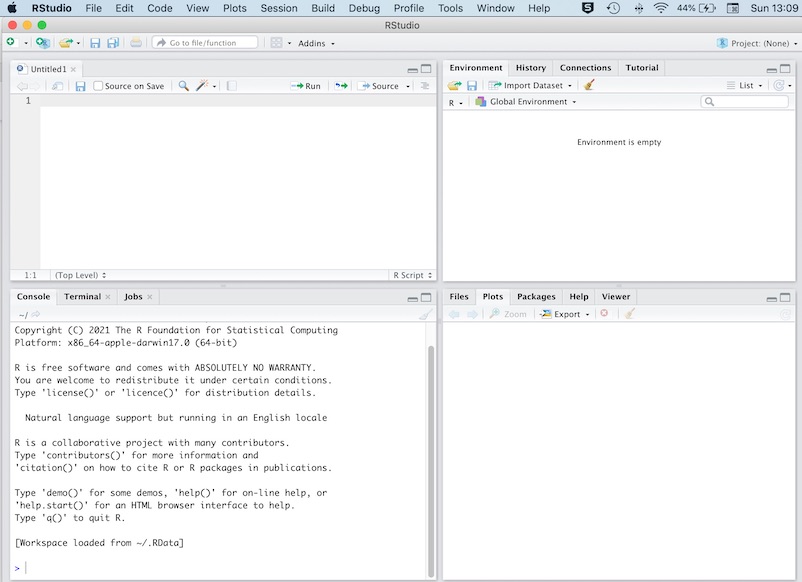 RStudio File Edit Code View Plots Session Build Debug Profile Tools Window Help 44% Sun 13:09
RStudio
Go to file/function Addins Project: (None)
Untitled1
Source on Save Run Source
1
1:1 (Top Level) R Script
Environment History Connections Tutorial
Import Dataset List
R Global Environment
Environment is empty
Console Terminal Jobs
~/
Copyright (C) 2021 The R Foundation for Statistical Computing
Platform: x86_64-apple-darwin17.0 (64-bit)
R is free software and comes with ABSOLUTELY NO WARRANTY.
You are welcome to redistribute it under certain conditions.
Type 'license()' or 'licence()' for distribution details.
Natural language support but running in an English locale
R is a collaborative project with many contributors.
Type 'contributors()' for more information and
'citation()' on how to cite R or R packages in publications.
Type 'demo()' for some demos, 'help()' for on-line help, or
'help.start()' for an HTML browser interface to help.
Type 'q()' to quit R.
[Workspace loaded from ~/.RData]
>
Files Plots Packages Help Viewer
Zoom Export